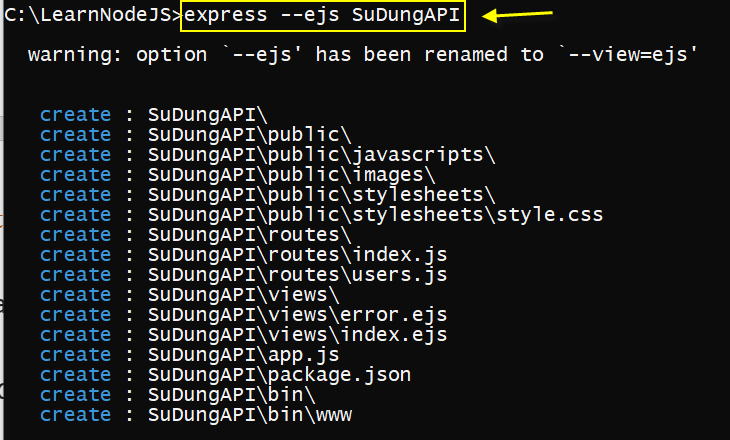 C:\LearnNodeJS>express --ejs SuDungAPI
warning: option `--ejs' has been renamed to `--view=ejs'
create : SuDungAPI\
create : SuDungAPI\public\
create : SuDungAPI\public\javascripts\
create : SuDungAPI\public\images\
create : SuDungAPI\public\stylesheets\
create : SuDungAPI\public\stylesheets\style.css
create : SuDungAPI\routes\
create : SuDungAPI\routes\index.js
create : SuDungAPI\routes\users.js
create : SuDungAPI\views\
create : SuDungAPI\views\error.ejs
create : SuDungAPI\views\index.ejs
create : SuDungAPI\app.js
create : SuDungAPI\package.json
create : SuDungAPI\bin\
create : SuDungAPI\bin\www